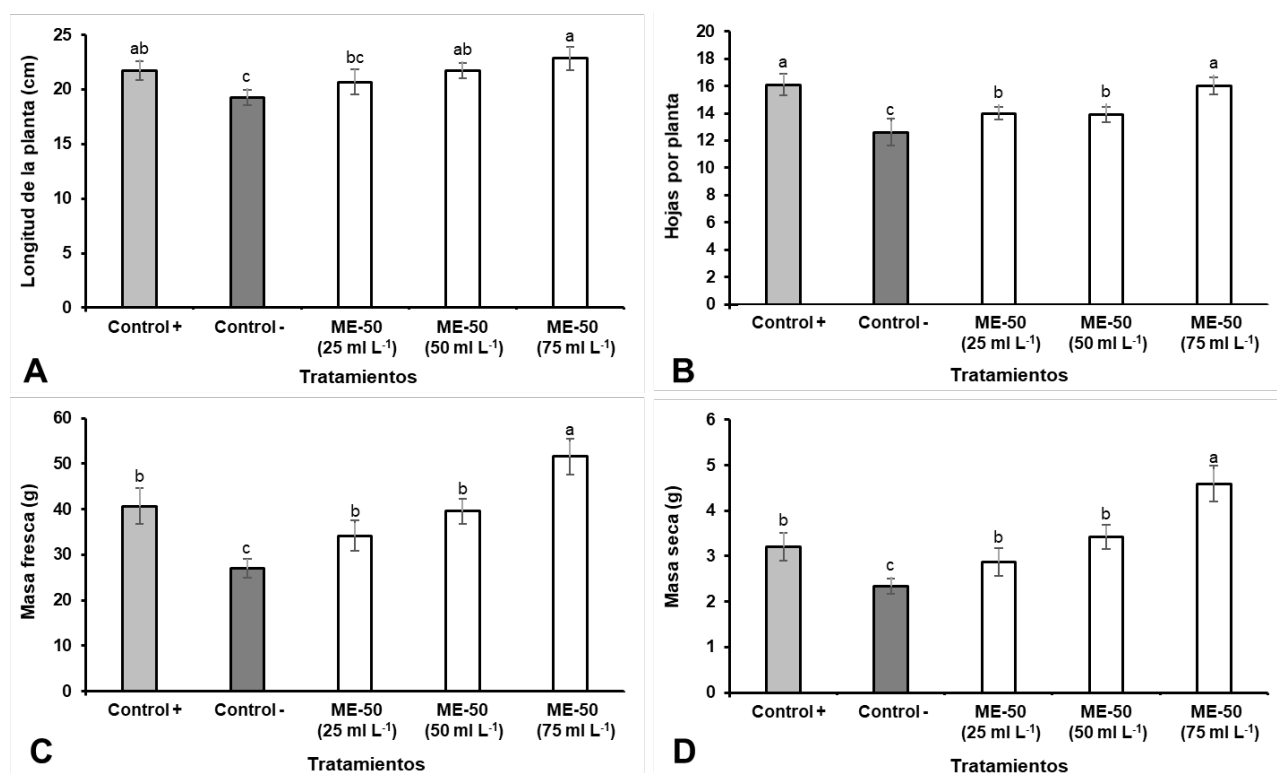 Longitud de la planta (cm)
25
20
15
10
5
0
ab
c
bc
ab
a
Control +
Control -
ME-50
(25 ml L⁻¹)
ME-50
(50 ml L⁻¹)
ME-50
(75 ml L⁻¹)
A
Tratamientos
Hojas por planta
20
18
16
14
12
10
8
6
4
2
0
a
c
b
b
a
Control +
Control -
ME-50
(25 ml L⁻¹)
ME-50
(50 ml L⁻¹)
ME-50
(75 ml L⁻¹)
B
Tratamientos
Masa fresca (g)
60
50
40
30
20
10
0
b
c
b
b
a
Control +
Control -
ME-50
(25 ml L⁻¹)
ME-50
(50 ml L⁻¹)
ME-50
(75 ml L⁻¹)
C
Tratamientos
Masa seca (g)
6
5
4
3
2
1
0
b
c
b
b
a
Control +
Control -
ME-50
(25 ml L⁻¹)
ME-50
(50 ml L⁻¹)
ME-50
(75 ml L⁻¹)
D
Tratamientos